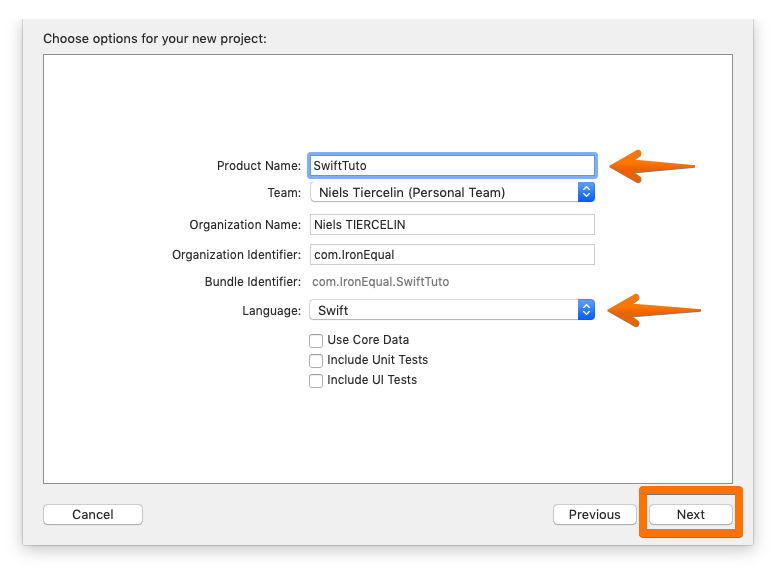 Choose options for your new project:
Product Name: SwiftTuto
Team: Niels Tiercelin (Personal Team)
Organization Name: Niels TIERCELIN
Organization Identifier: com.IronEqual
Bundle Identifier: com.IronEqual.SwiftTuto
Language: Swift
Use Core Data
Include Unit Tests
Include UI Tests
Cancel Previous Next